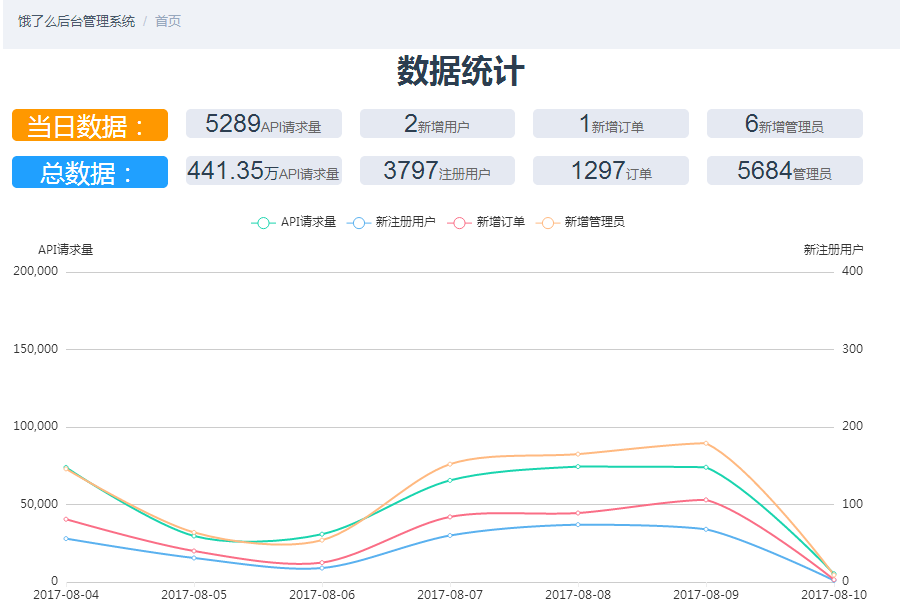 饿了么后台管理系统 / 首页
数据统计
当日数据： 5289API请求量 2新增用户 1新增订单 6新增管理员
总数据： 441.35万API请求量 3797注册用户 1297订单 5684管理员
API请求量 新注册用户 新增订单 新增管理员
API请求量 新注册用户
200,000 400
150,000 300
100,000 200
50,000 100
0 0
2017-08-04 2017-08-05 2017-08-06 2017-08-07 2017-08-08 2017-08-09 2017-08-10